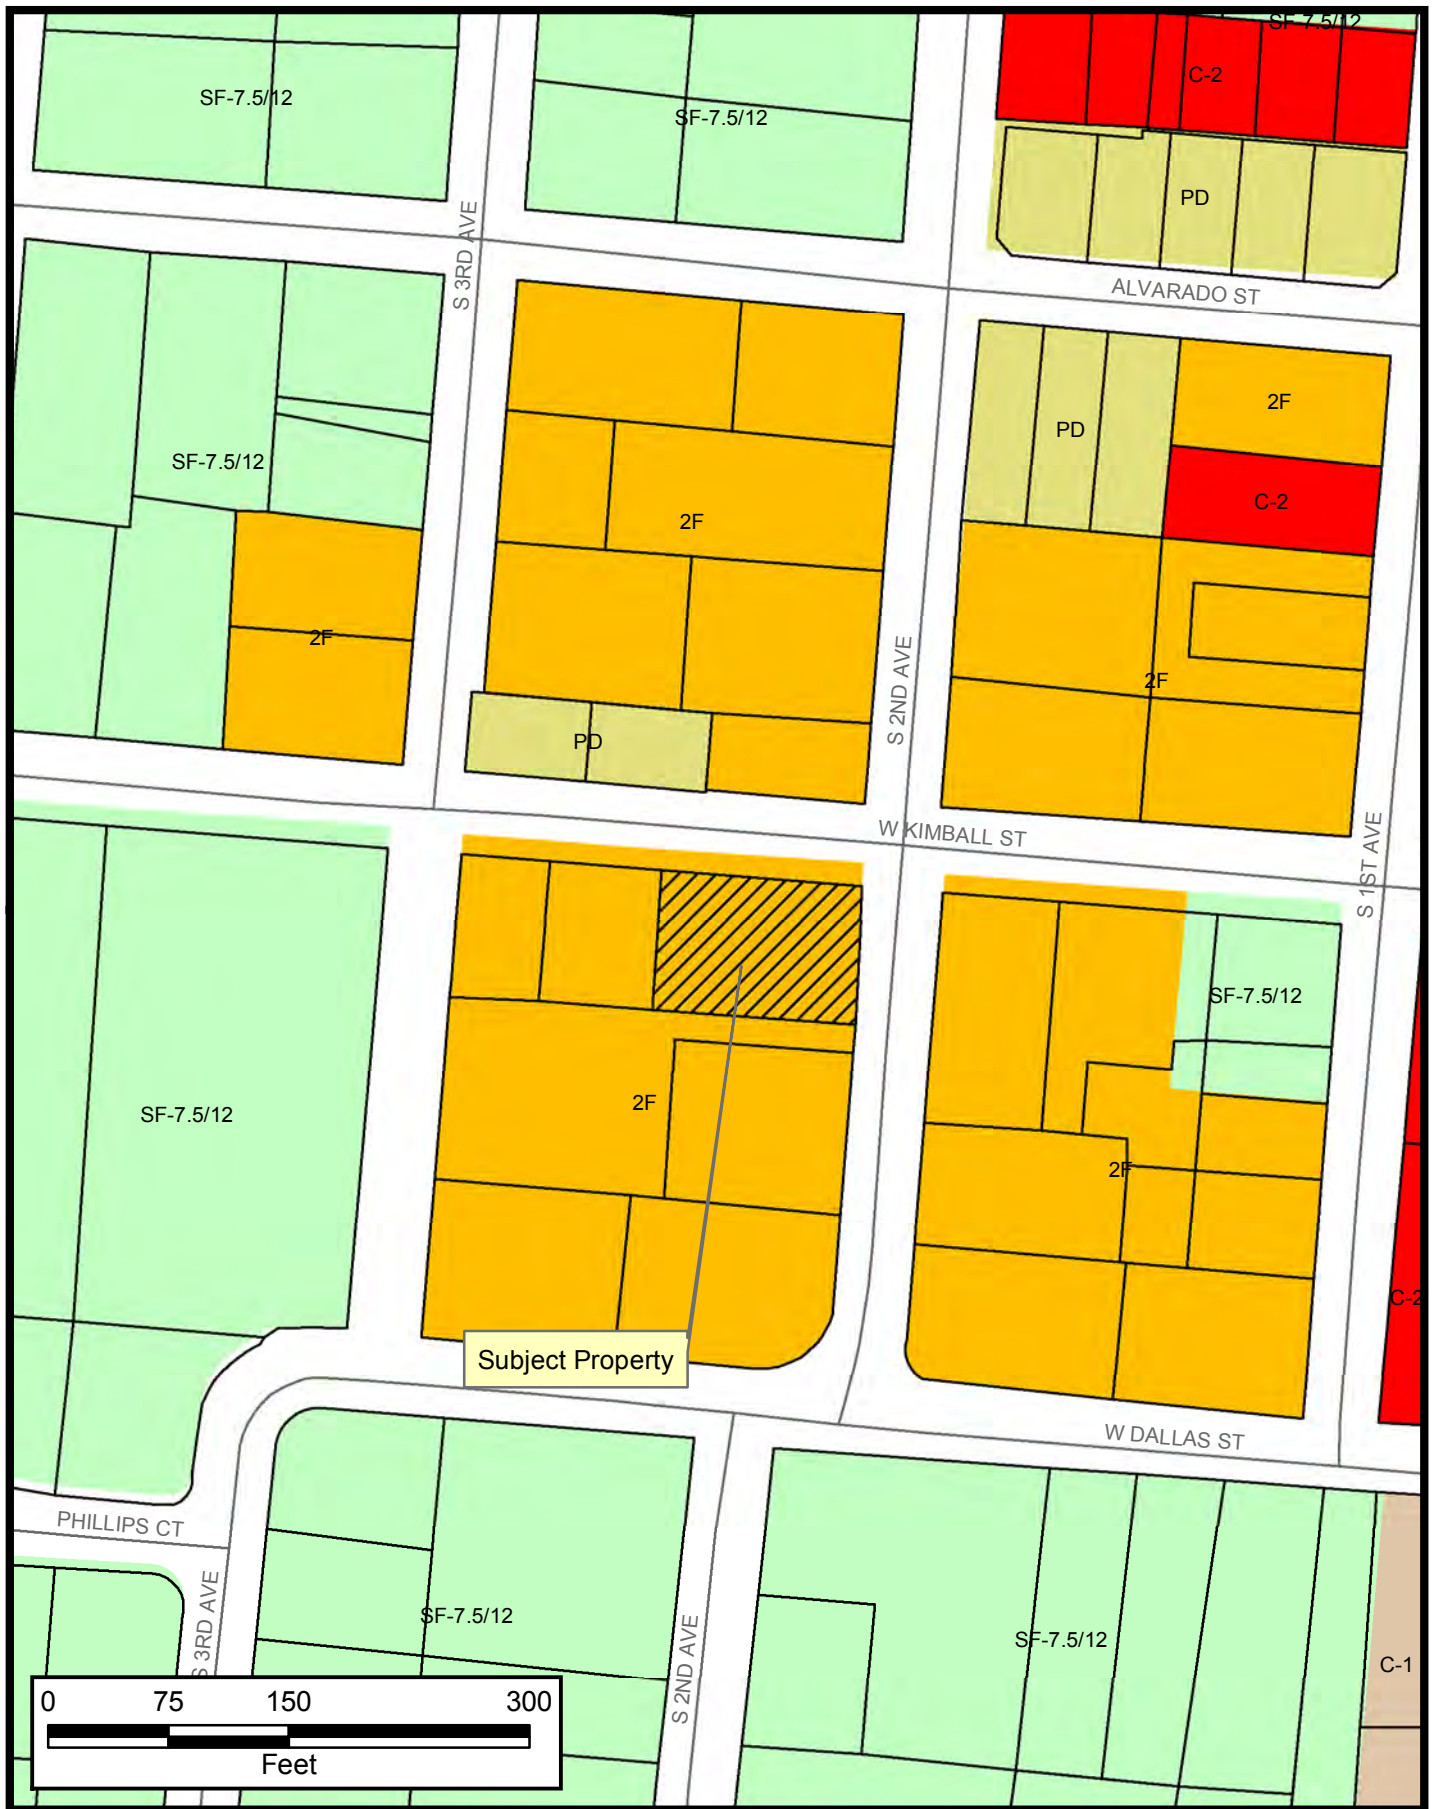 SF-7.5/12
C-2
SF-7.5/12
SF-7.5/12
PD
S 3RD AVE
ALVARADO ST
2F
PD
SF-7.5/12
C-2
2F
2F
PD
S 2ND AVE
2F
W KIMBALL ST
S 1ST AVE
SF-7.5/12
2F
SF-7.5/12
2F
C-2
Subject Property
W DALLAS ST
PHILLIPS CT
S 3RD AVE
SF-7.5/12
S 2ND AVE
SF-7.5/12
C-1
0 75 150 300
Feet